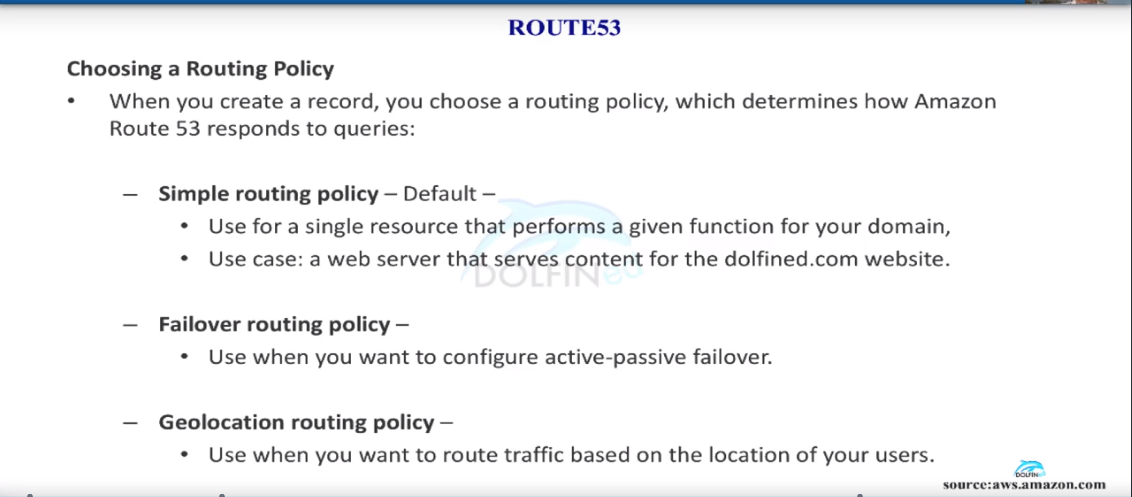 ROUTE53
Choosing a Routing Policy
• When you create a record, you choose a routing policy, which determines how Amazon
Route 53 responds to queries:
– Simple routing policy – Default –
• Use for a single resource that performs a given function for your domain,
• Use case: a web server that serves content for the dolfined.com website.
DOLFINed
– Failover routing policy –
• Use when you want to configure active-passive failover.
– Geolocation routing policy –
• Use when you want to route traffic based on the location of your users.
DOLFINed
source:aws.amazon.com